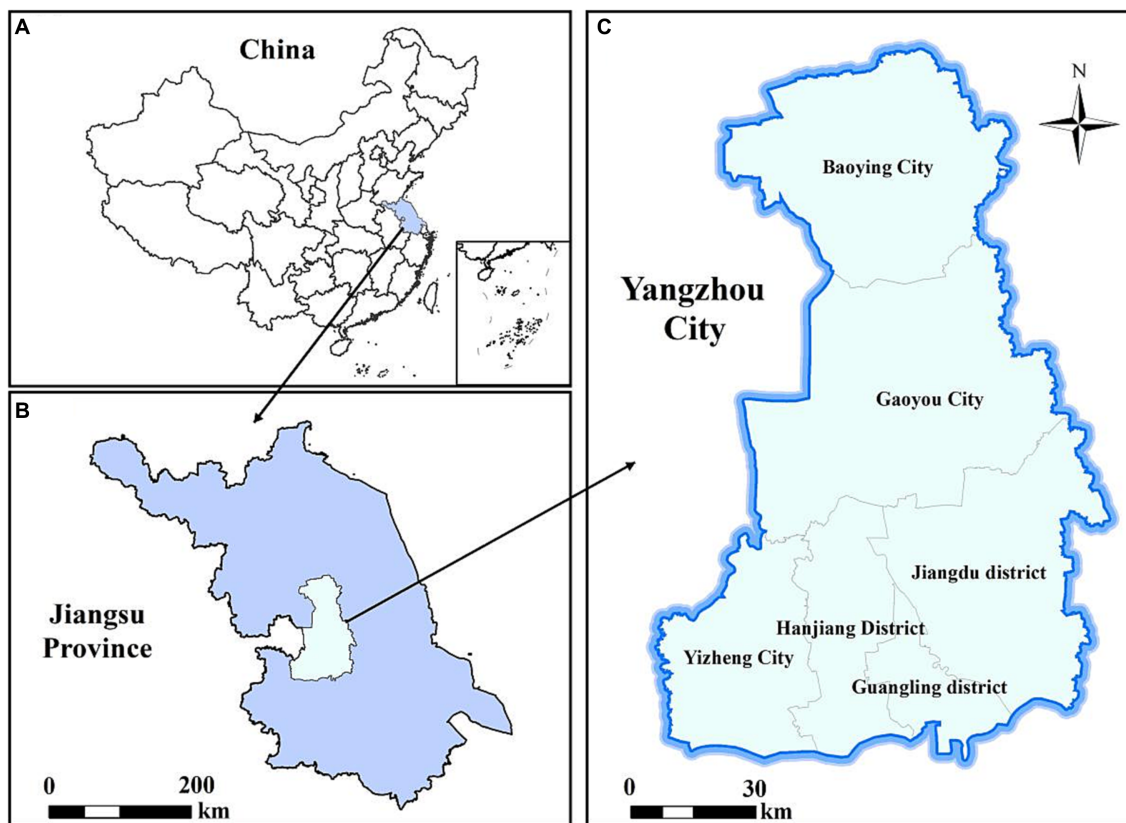 A
China
B
Jiangsu
Province
0
200
km
C
N
Baoying City
Yangzhou
City
Gaoyou City
Jiangdu district
Hanjiang District
Yizheng City
Guangling district
0
30
km